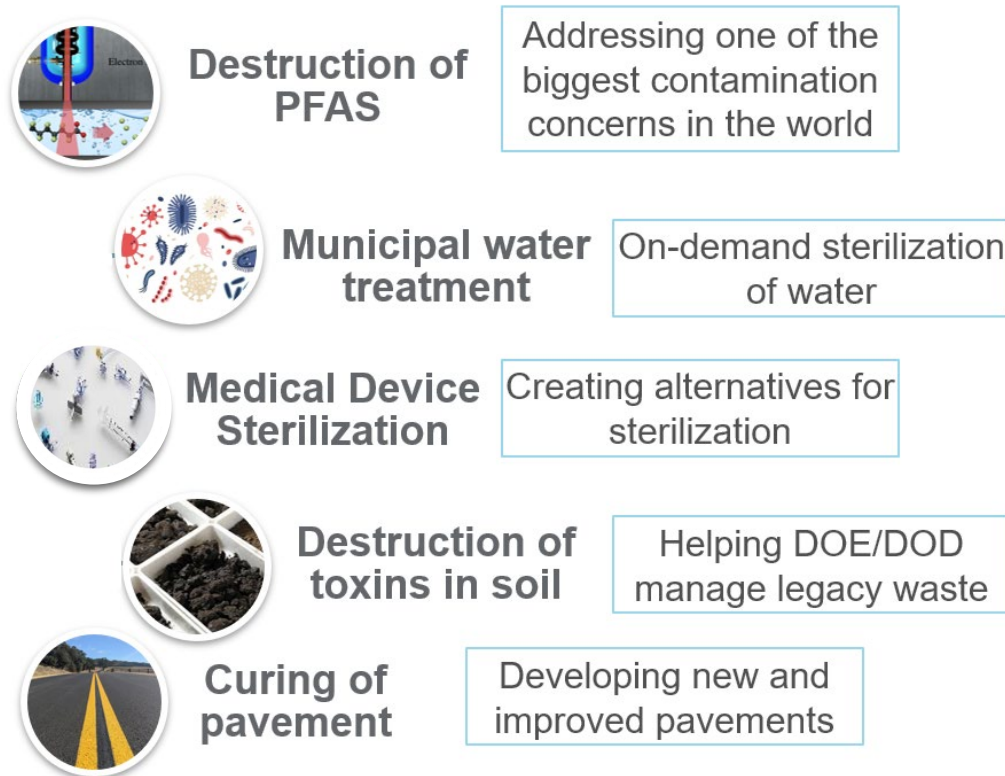 Electron
Destruction of
PFAS
Addressing one of the
biggest contamination
concerns in the world
Municipal water
treatment
On-demand sterilization
of water
Medical Device
Sterilization
Creating alternatives for
sterilization
Destruction of
toxins in soil
Helping DOE/DOD
manage legacy waste
Curing of
pavement
Developing new and
improved pavements